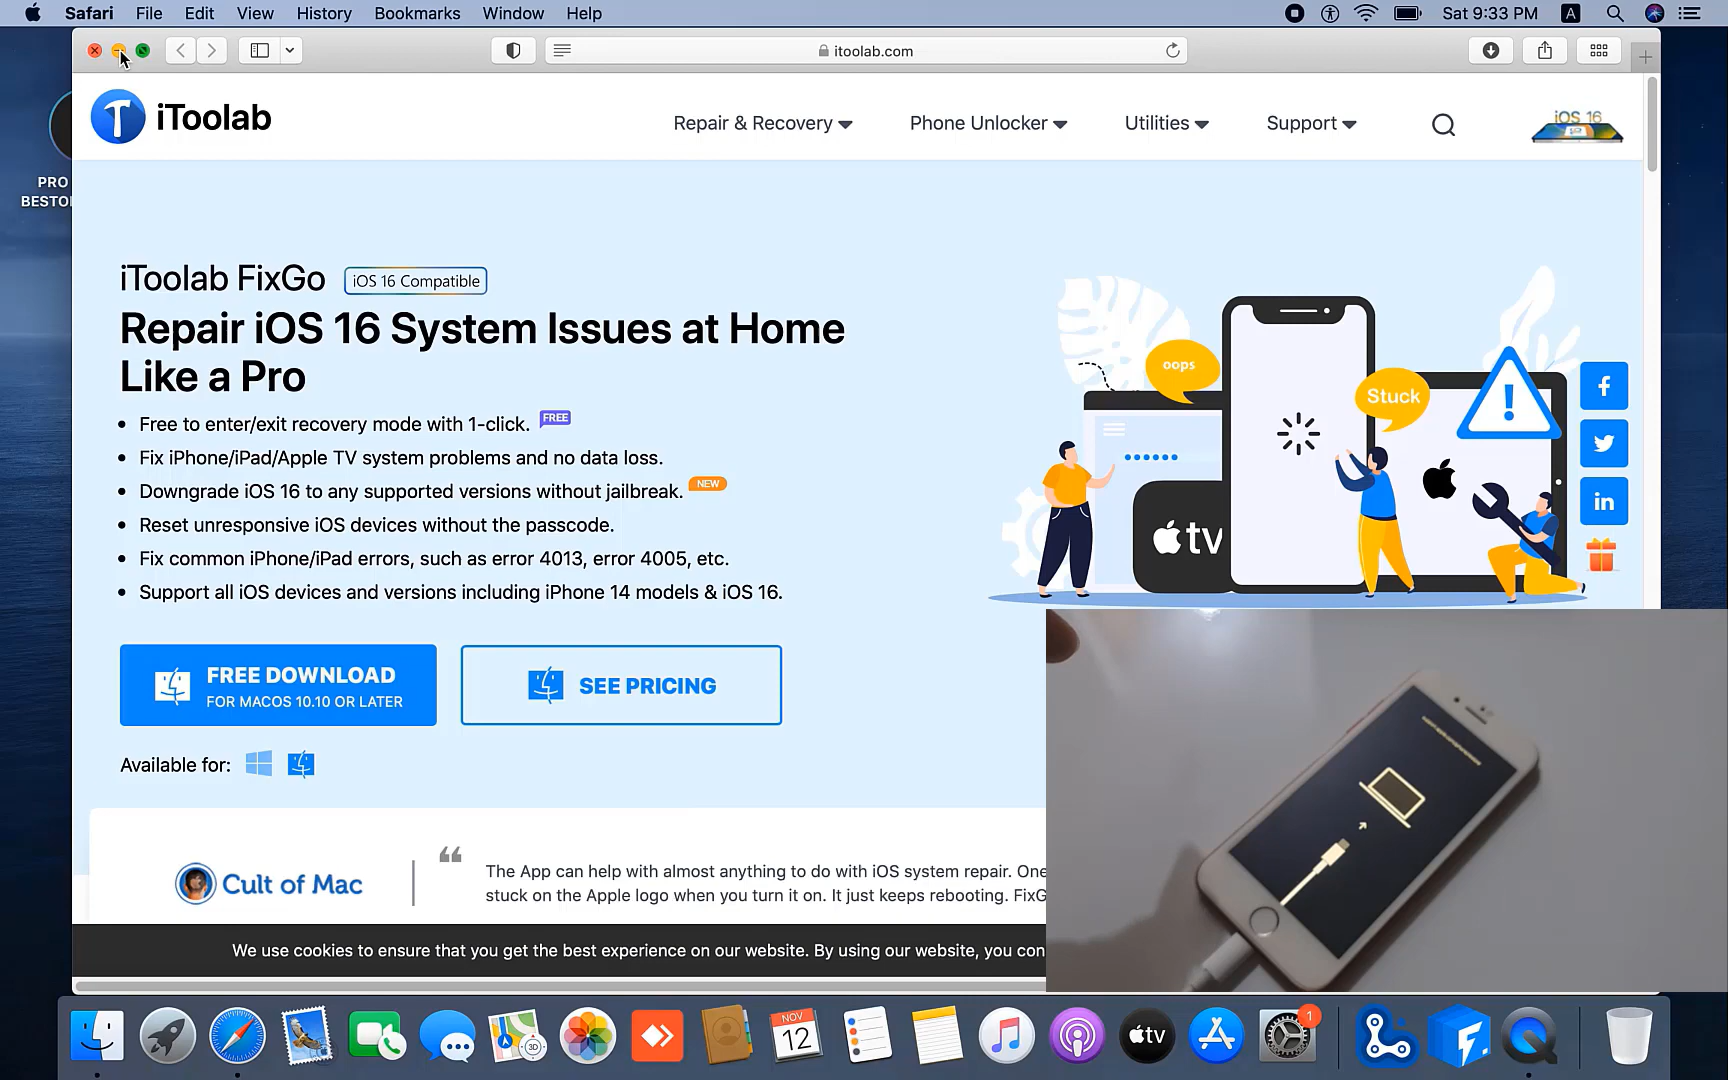 Safari File Edit View History Bookmarks Window Help
Sat 9:33 PM A
itoolab.com
PRO
BESTO
iToolab
Repair & Recovery
Phone Unlocker
Utilities
Support
iOS 16
iToolab FixGo
iOS 16 Compatible
Repair iOS 16 System Issues at Home
Like a Pro
Free to enter/exit recovery mode with 1-click. FREE
Fix iPhone/iPad/Apple TV system problems and no data loss.
Downgrade iOS 16 to any supported versions without jailbreak. NEW
Reset unresponsive iOS devices without the passcode.
Fix common iPhone/iPad errors, such as error 4013, error 4005, etc.
Support all iOS devices and versions including iPhone 14 models & iOS 16.
oops
Stuck
tv
FREE DOWNLOAD
FOR MACOS 10.10 OR LATER
SEE PRICING
Available for:
Cult of Mac
The App can help with almost anything to do with iOS system repair. One
stuck on the Apple logo when you turn it on. It just keeps rebooting. FixG
We use cookies to ensure that you get the best experience on our website. By using our website, you con
3D
NOV
12
tv
1